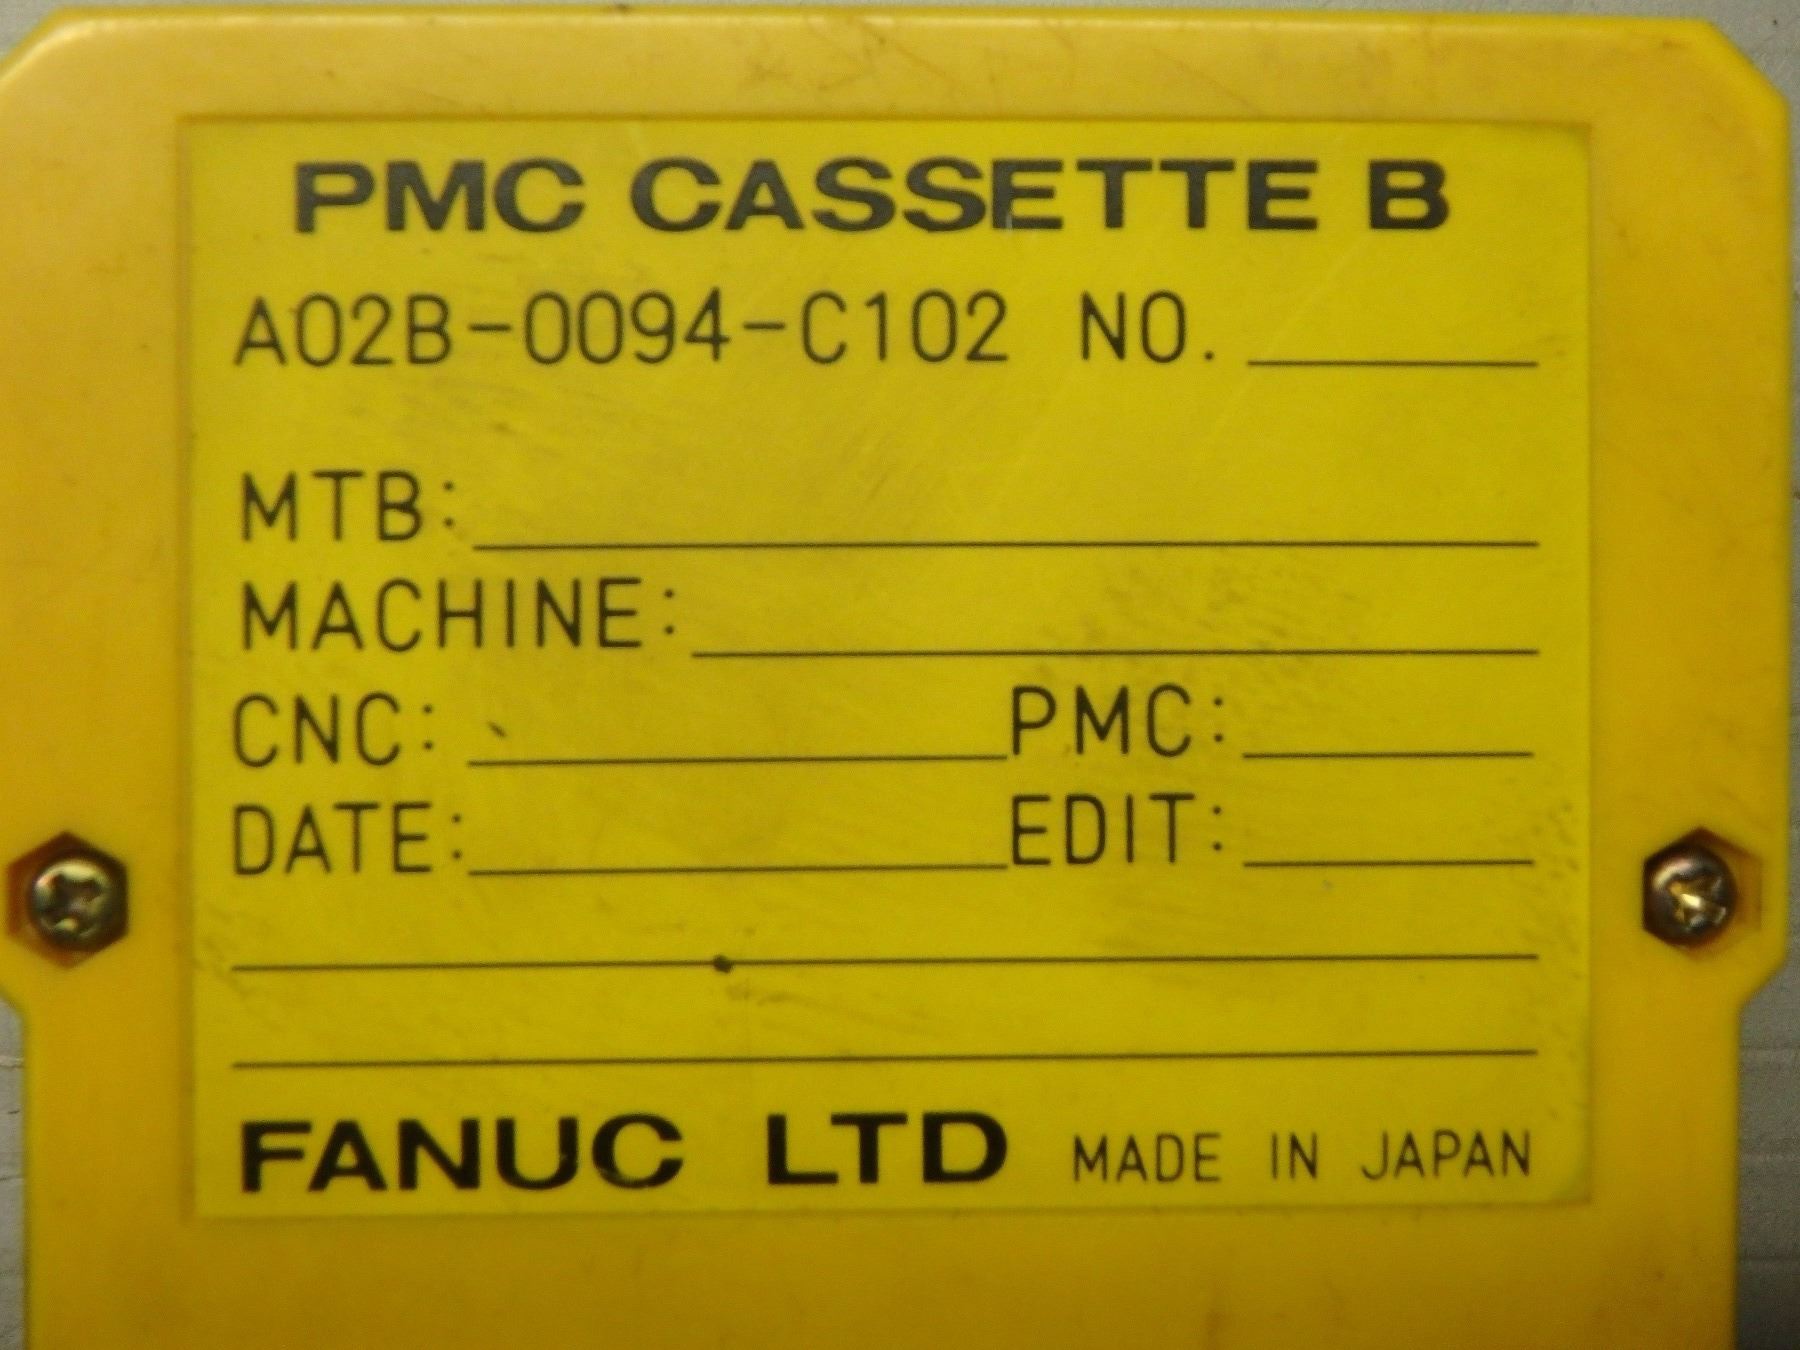 PMC CASSETTE B
A02B-0094-C102 NO.
MTB:
MACHINE:
CNC: PMC:
DATE: EDIT:
FANUC LTD MADE IN JAPAN